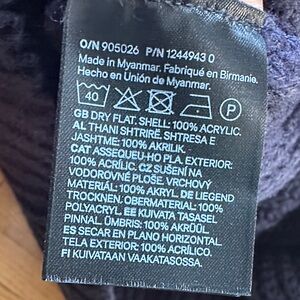 O/N 905026 P/N 1244943 0
Made in Myanmar. Fabriqué en Birmanie.
Hecho en Unión de Myanmar.
40 P
GB DRY FLAT. SHELL: 100% ACRYLIC.
AL THANI SHTRIRË. SHTRESA E
JASHTME: 100% AKRILIK.
CAT ASSEQUEU-HO PLA. EXTERIOR:
100% ACRÍLIC. CZ SUŠENÍ NA
VODOROVNÉ PLOŠE. VRCHOVÝ
MATERIÁL: 100% AKRYL. DE LIEGEND
TROCKNEN. OBERMATERIAL: 100%
POLYACRYL. EE KUIVATA TASASEL
PINNAL. ÜMBRIS: 100% AKRÜÜL.
ES SECAR EN PLANO HORIZONTAL.
TELA EXTERIOR: 100% ACRÍLICO.
FI KUIVATAAN VAAKATASOSSA.